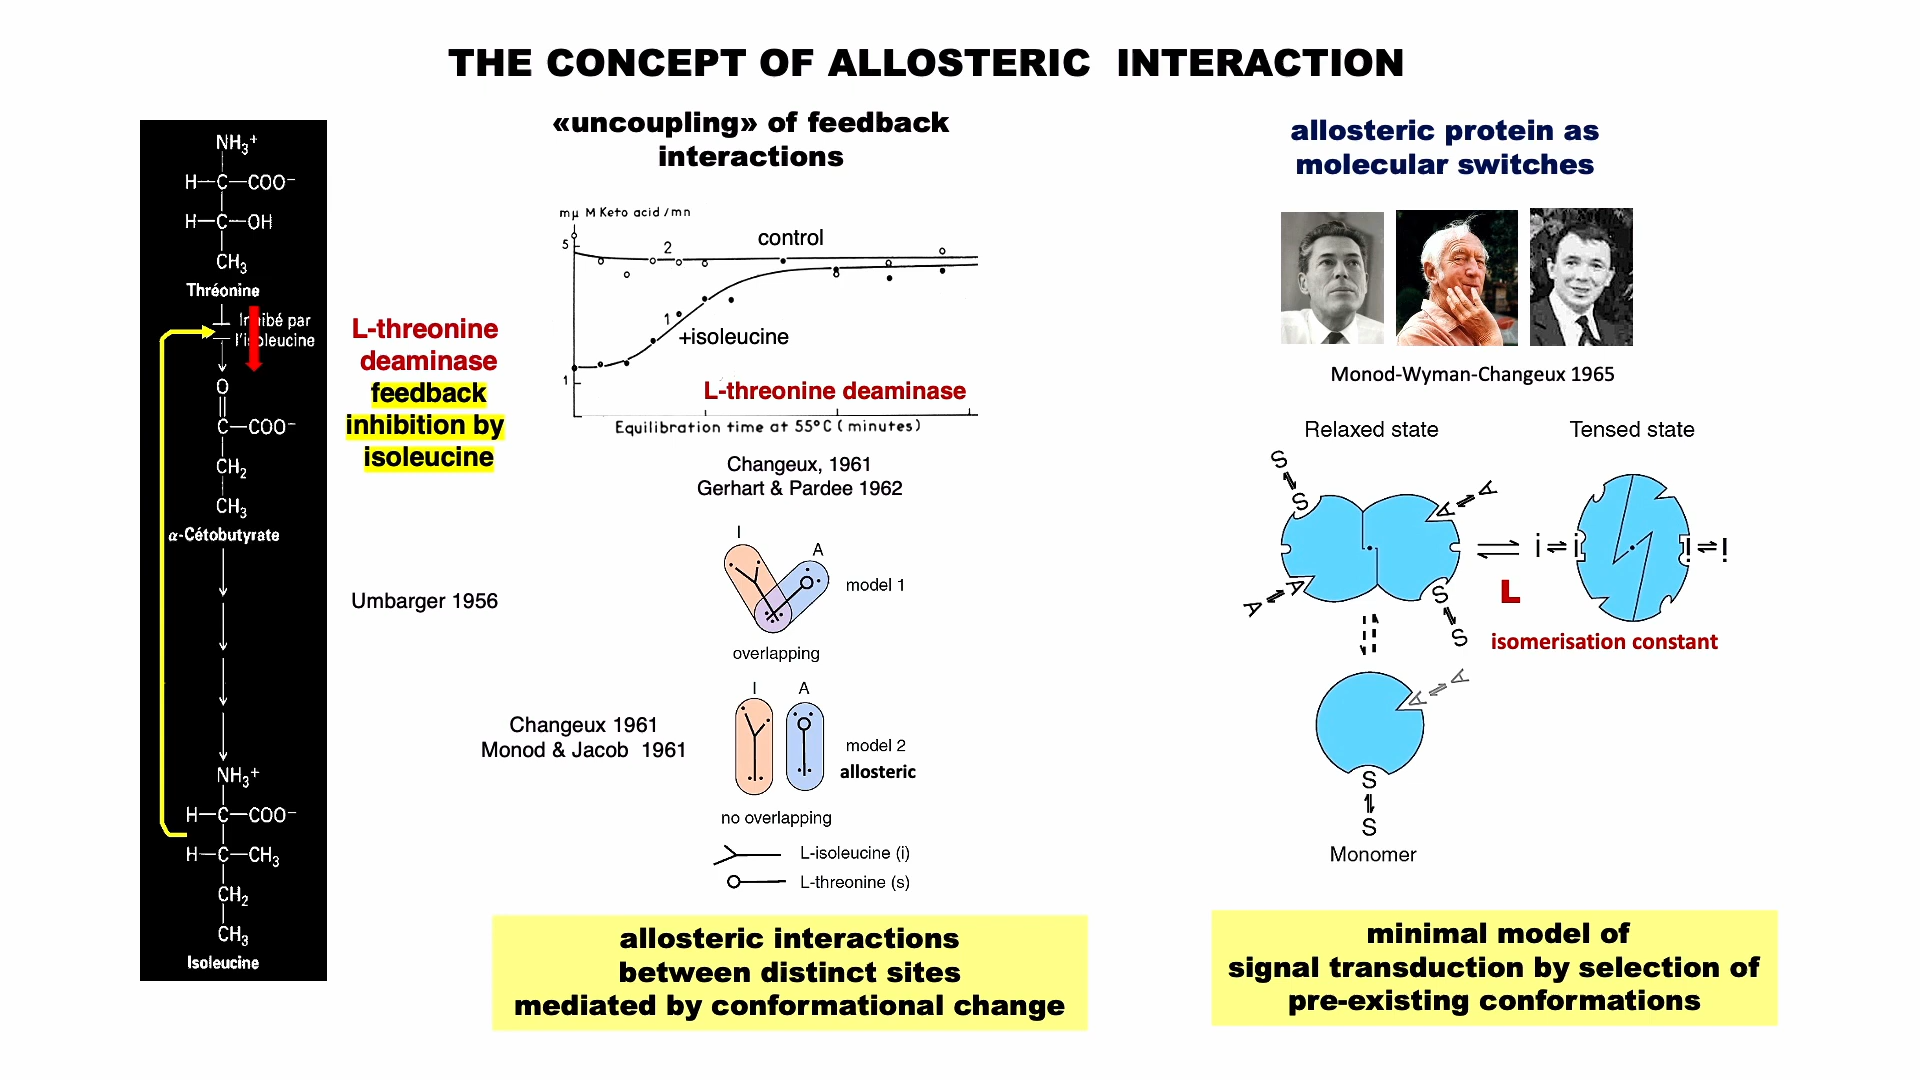 THE CONCEPT OF ALLOSTERIC INTERACTION
NH₃⁺
H—C—COO⁻
H—C—OH
CH₃
Thréonine
l'isoleucine
O
C—COO⁻
CH₂
CH₃
α-Cétobutyrate
NH₃⁺
H—C—COO⁻
H—C—CH₃
CH₂
CH₃
Isoleucine
L-threonine
deaminase
feedback
inhibition by
isoleucine
Umbarger 1956
«uncoupling» of feedback
interactions
mμ M Keto acid /mn
5
2
control
1
+isoleucine
1
L-threonine deaminase
Equilibration time at 55°C ( minutes)
Changeux, 1961
Gerhart & Pardee 1962
I
A
model 1
overlapping
Changeux 1961
Monod & Jacob 1961
I
A
model 2
allosteric
no overlapping
L-isoleucine (i)
L-threonine (s)
allosteric interactions
between distinct sites
mediated by conformational change
allosteric protein as
molecular switches
Monod-Wyman-Changeux 1965
Relaxed state
Tensed state
S
S
A
A
i
i
i
i
A
A
S
S
L
isomerisation constant
A
A
S
S
Monomer
minimal model of
signal transduction by selection of
pre-existing conformations